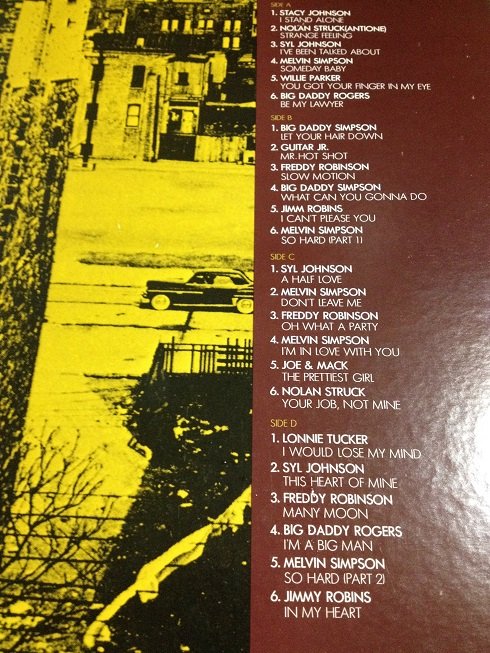 SIDE A
1. STACY JOHNSON
I STAND ALONE
2. NOLAN STRUCK(ANTIONE)
STRANGE FEELING
3. SYL JOHNSON
I'VE BEEN TALKED ABOUT
4. MELVIN SIMPSON
SOMEDAY BABY
5. WILLIE PARKER
YOU GOT YOUR FINGER IN MY EYE
6. BIG DADDY ROGERS
BE MY LAWYER
SIDE B
1. BIG DADDY SIMPSON
LET YOUR HAIR DOWN
2. GUITAR JR.
MR. HOT SHOT
3. FREDDY ROBINSON
SLOW MOTION
4. BIG DADDY SIMPSON
WHAT CAN YOU GONNA DO
5. JIMM ROBINS
I CAN'T PLEASE YOU
6. MELVIN SIMPSON
SO HARD (PART 1)
SIDE C
1. SYL JOHNSON
A HALF LOVE
2. MELVIN SIMPSON
DON'T LEAVE ME
3. FREDDY ROBINSON
OH WHAT A PARTY
4. MELVIN SIMPSON
I'M IN LOVE WITH YOU
5. JOE & MACK
THE PRETTIEST GIRL
6. NOLAN STRUCK
YOUR JOB, NOT MINE
SIDE D
1. LONNIE TUCKER
I WOULD LOSE MY MIND
2. SYL JOHNSON
THIS HEART OF MINE
3. FREDDY ROBINSON
MANY MOON
4. BIG DADDY ROGERS
I'M A BIG MAN
5. MELVIN SIMPSON
SO HARD (PART 2)
6. JIMMY ROBINS
IN MY HEART